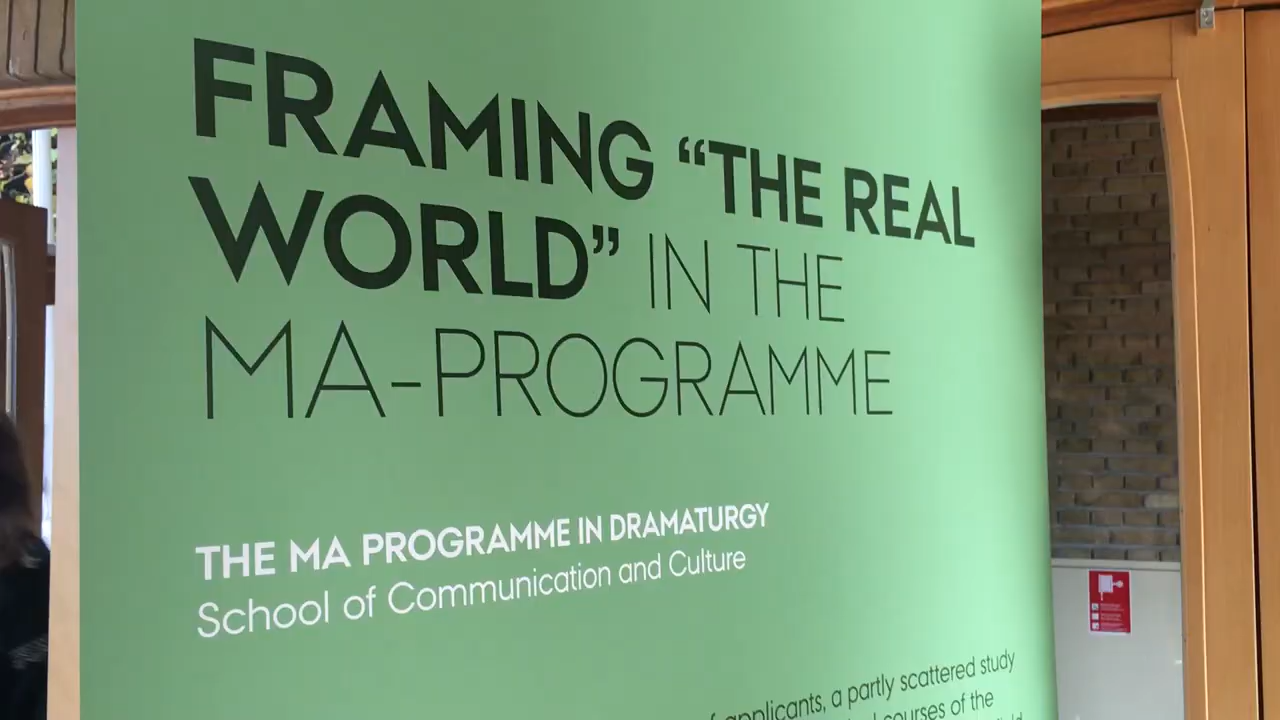 FRAMING “THE REAL
WORLD” IN THE
MA-PROGRAMME
THE MA PROGRAMME IN DRAMATURGY
School of Communication and Culture
applicants, a partly scattered study
courses of the